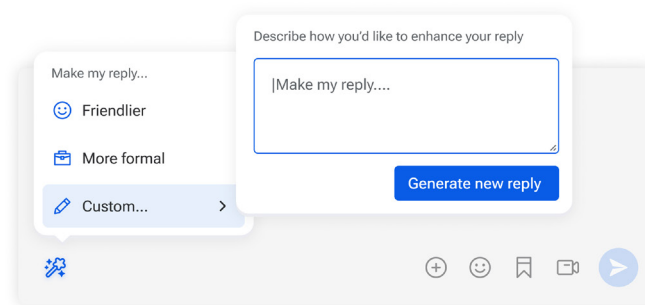 Describe how you'd like to enhance your reply
Make my reply...
Friendlier
More formal
Custom...
|Make my reply....
Generate new reply